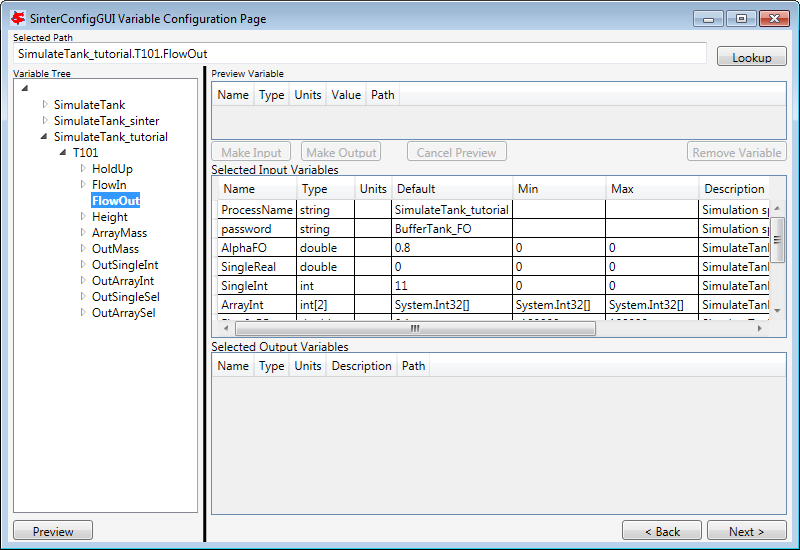 SinterConfigGUI Variable Configuration Page
Selected Path
SimulateTank_tutorial.T101.FlowOut
Lookup
Variable Tree
SimulateTank
SimulateTank_sinter
SimulateTank_tutorial
T101
HoldUp
FlowIn
FlowOut
Height
ArrayMass
OutMass
OutSingleInt
OutArrayInt
OutSingleSel
OutArraySel
Preview
Preview Variable
Name Type Units Value Path
Make Input Make Output Cancel Preview Remove Variable
Selected Input Variables
Name Type Units Default Min Max Description
ProcessName string SimulateTank_tutorial Simulation sp
password string BufferTank_FO Simulation sp
AlphaFO double 0.8 0 0 SimulateTank
SingleReal double 0 0 0 SimulateTank
SingleInt int 11 0 0 SimulateTank
ArrayInt int[2] System.Int32[] System.Int32[] System.Int32[] SimulateTank
Selected Output Variables
Name Type Units Description Path
< Back Next >